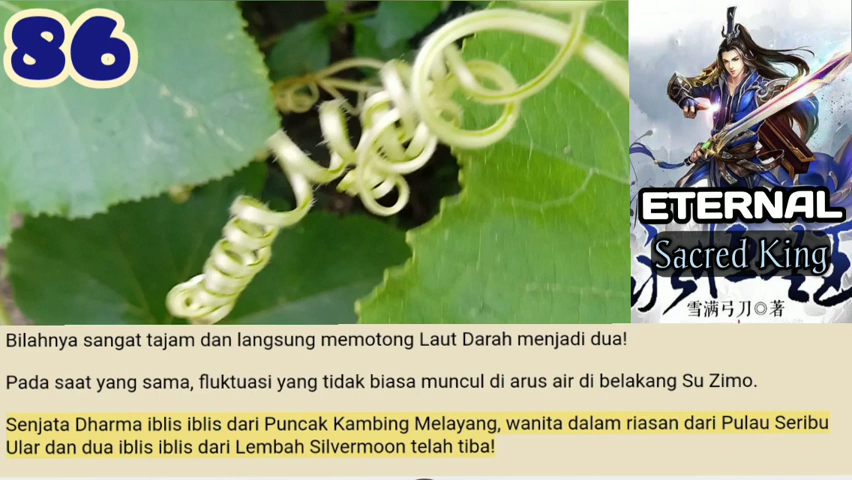 86
ETERNAL
Sacred King
雪满弓刀◎著
Bilahnya sangat tajam dan langsung memotong Laut Darah menjadi dua!
Pada saat yang sama, fluktuasi yang tidak biasa muncul di arus air di belakang Su Zimo.
Senjata Dharma iblis iblis dari Puncak Kambing Melayang, wanita dalam riasan dari Pulau Seribu
Ular dan dua iblis iblis dari Lembah Silvermoon telah tiba!